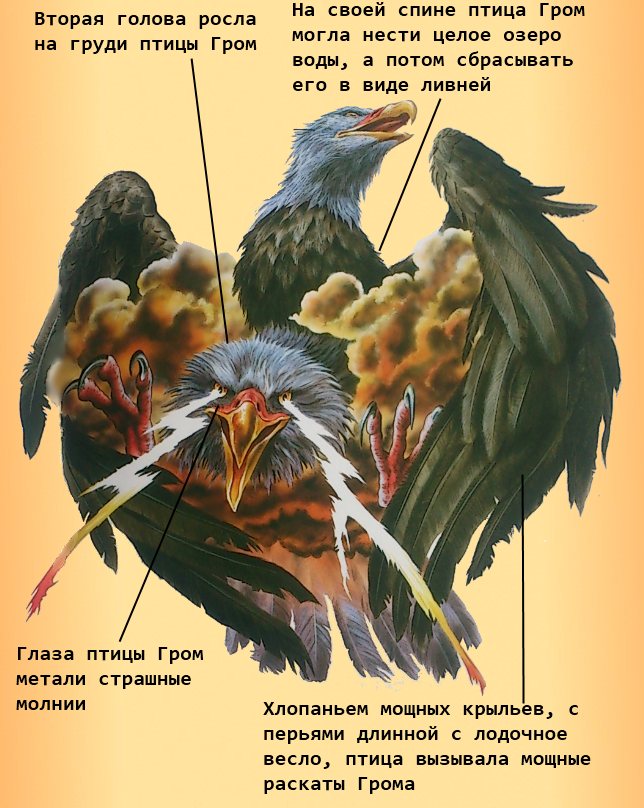 Вторая голова росла
на груди птицы Гром
На своей спине птица Гром
могла нести целое озеро
воды, а потом сбрасывать
его в виде ливней
Глаза птицы Гром
метали страшные
молнии
Хлопаньем мощных крыльев, с
перьями длинной с лодочное
весло, птица вызывала мощные
раскаты Грома